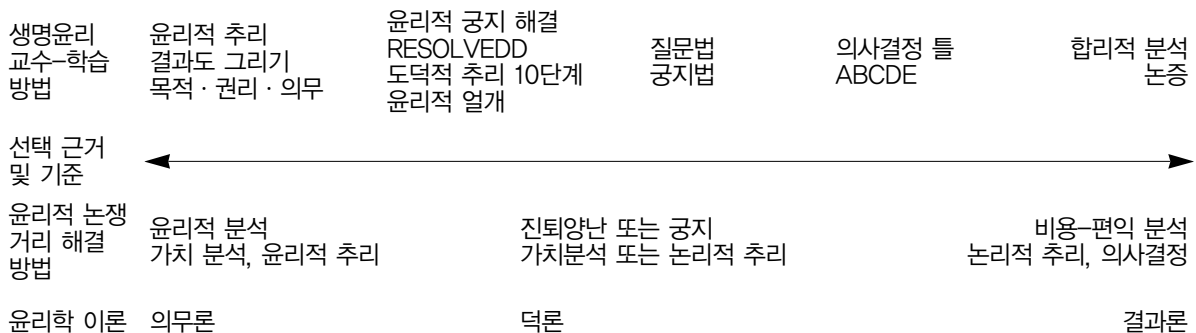 생명윤리 교수-학습 방법
윤리적 추리
결과도 그리기
목적·권리·의무
윤리적 궁지 해결
RESOLVEDD
도덕적 추리 10단계
윤리적 얼개
질문법
궁지법
의사결정 틀
ABCDE
합리적 분석
논증
선택 근거
및 기준
윤리적 논쟁
거리 해결
방법
윤리적 분석
가치 분석, 윤리적 추리
진퇴양난 또는 궁지
가치분석 또는 논리적 추리
비용-편익 분석
논리적 추리, 의사결정
윤리학 이론
의무론
덕론
결과론